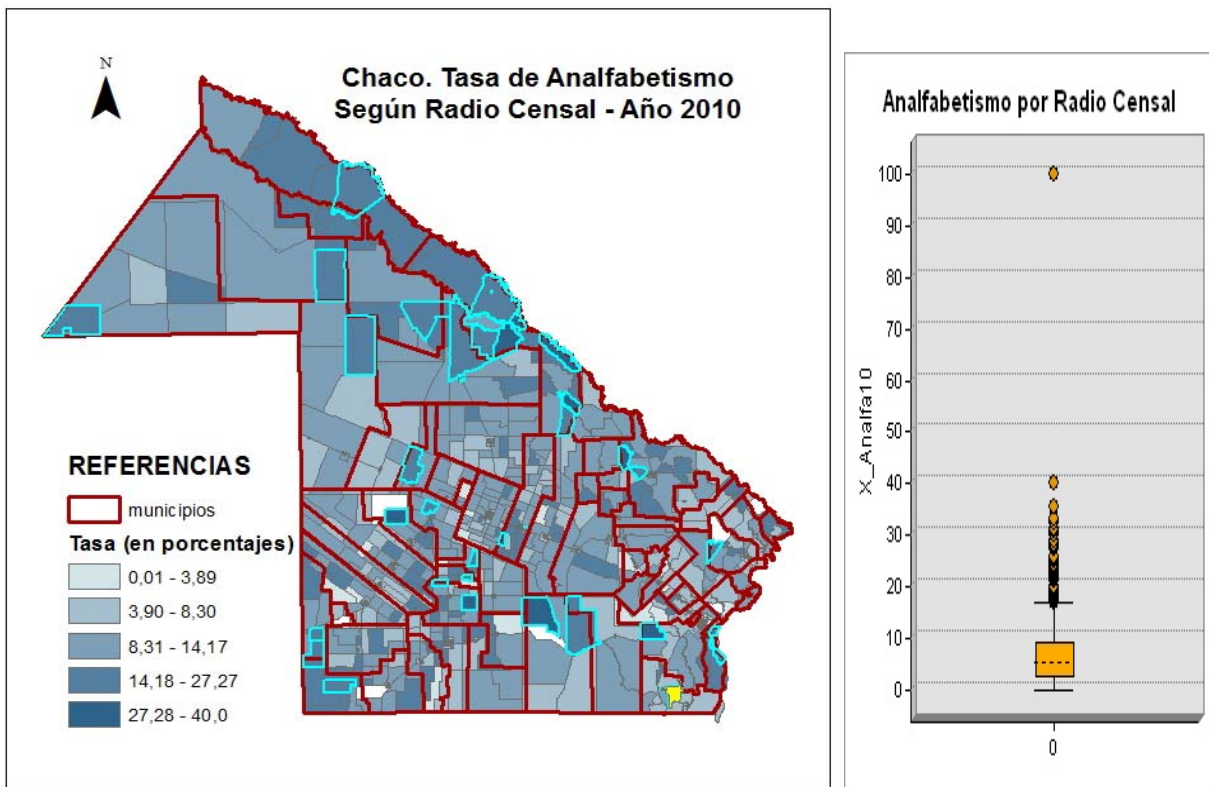 N
Chaco. Tasa de Analfabetismo
Según Radio Censal - Año 2010
REFERENCIAS
municipios
Tasa (en porcentajes)
0,01 - 3,89
3,90 - 8,30
8,31 - 14,17
14,18 - 27,27
27,28 - 40,0
Analfabetismo por Radio Censal
X_Analfa10
100
90
80
70
60
50
40
30
20
10
0
0